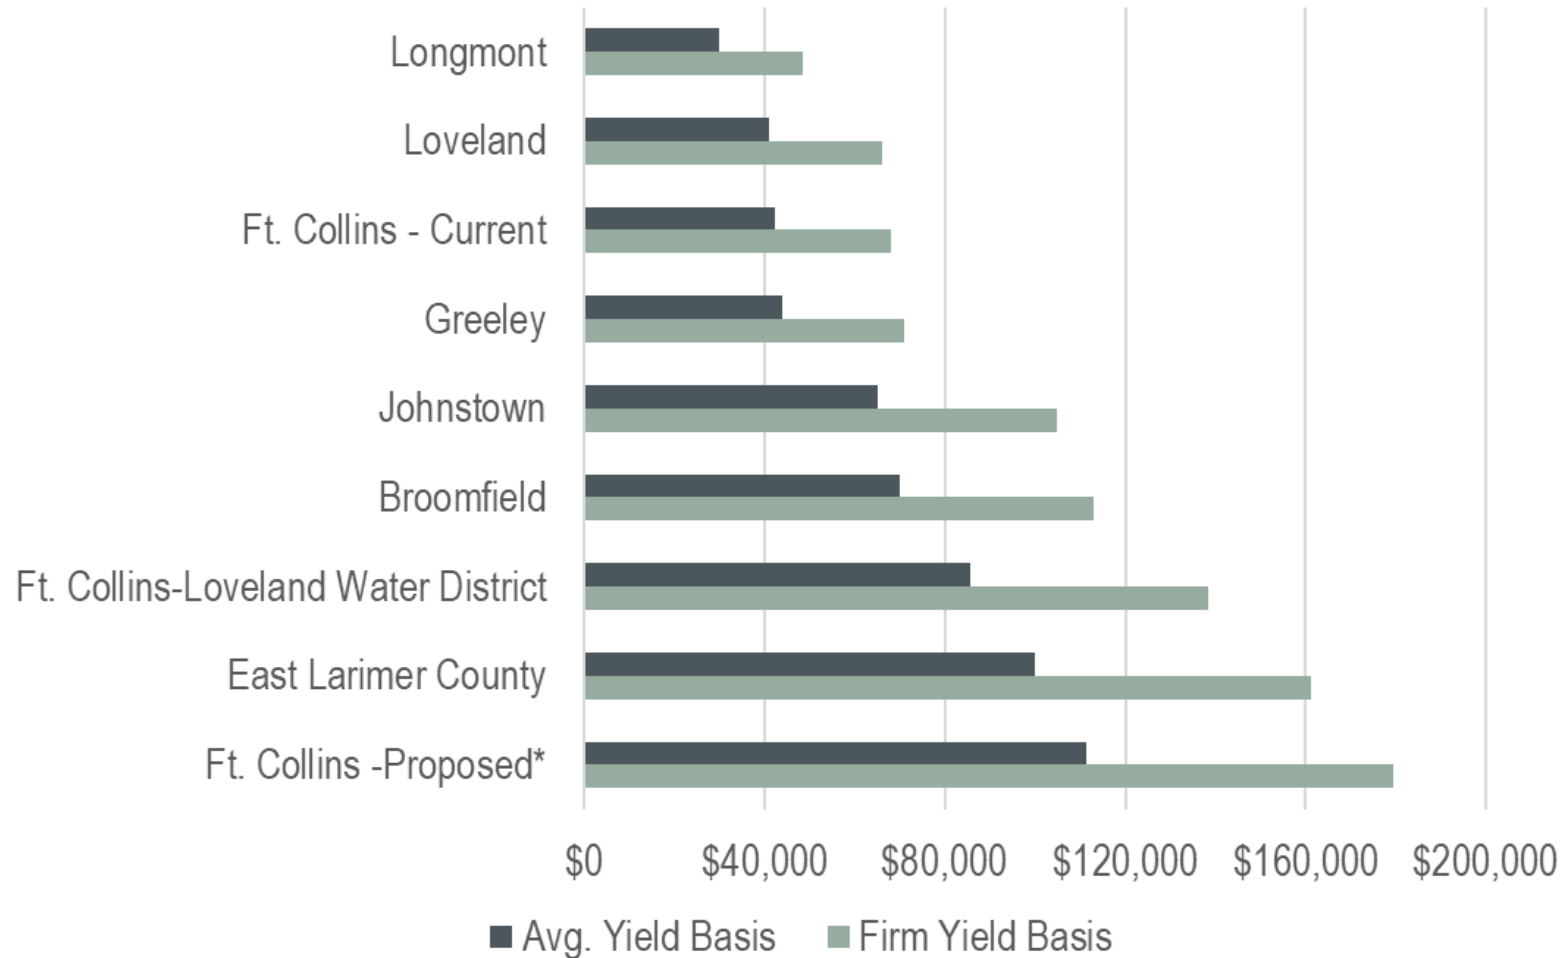 Longmont
Loveland
Ft. Collins - Current
Greeley
Johnstown
Broomfield
Ft. Collins-Loveland Water District
East Larimer County
Ft. Collins -Proposed*
$0 $40,000 $80,000 $120,000 $160,000 $200,000
Avg. Yield Basis Firm Yield Basis